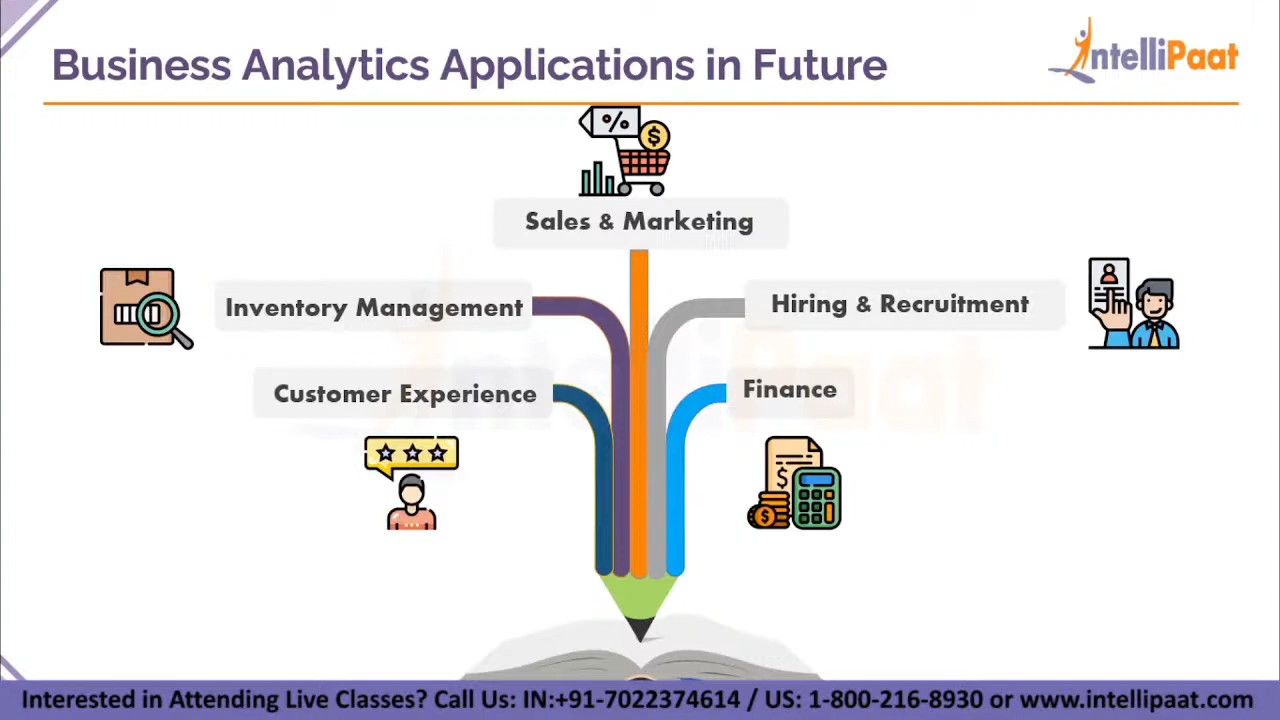 Business Analytics Applications in Future
IntelliPaat
% $
Sales & Marketing
Inventory Management
Hiring & Recruitment
Customer Experience
Finance
$
$
IntelliPaat
Interested in Attending Live Classes? Call Us: IN:+91-7022374614 / US: 1-800-216-8930 or www.intellipaat.com